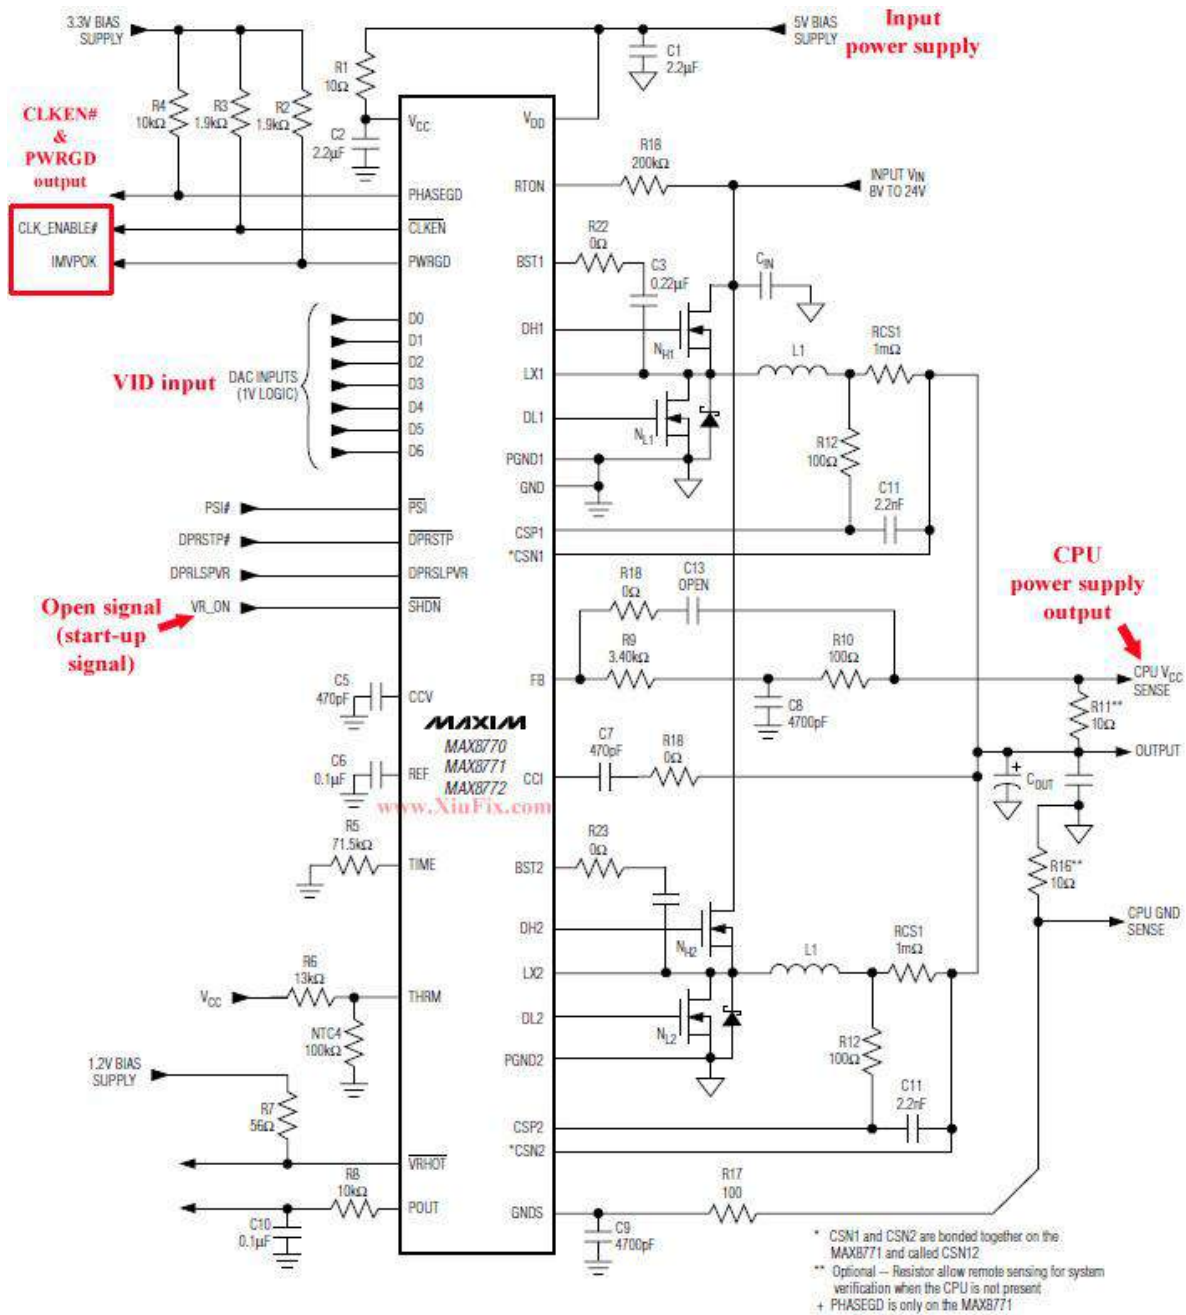 3.3V BIAS
SUPPLY
5V BIAS
SUPPLY
Input
power supply
R1
10Ω
C1
2.2μF
R4
10kΩ
R3
1.9kΩ
R2
1.9kΩ
CLKEN#
&
PWRGD
output
C2
2.2μF
VCC
VDD
R18
200kΩ
INPUT VIN
8V TO 24V
PHASEGD
RTON
CLK_ENABLE#
CLKEN
IMVPOK
PWRGD
BST1
R22
0Ω
C3
0.22μF
CIN
VID input
DAC INPUTS
(1V LOGIC)
D0
D1
D2
D3
D4
D5
D6
DH1
NH1
LX1
L1
RCS1
1mΩ
DL1
NL1
R12
100Ω
PGND1
GND
C11
2.2nF
CSP1
*CSN1
PSI#
PSI
DPRSTP#
DPRSTP
DPRLSPVR
DPRSLPVR
VR_ON
SHDN
Open signal
(start-up
signal)
CPU
power supply
output
R18
0Ω
C13
OPEN
R9
3.40kΩ
R10
100Ω
FB
CPU VCC
SENSE
C5
470pF
CCV
C8
4700pF
R11**
10Ω
MAXIM
MAX8770
MAX8771
MAX8772
C7
470pF
R18
0Ω
OUTPUT
C6
0.1μF
REF
CCI
COUT
www.XiuFix.com
R5
71.5kΩ
TIME
R23
0Ω
BST2
R16**
10Ω
DH2
NH2
CPU GND
SENSE
RCS1
1mΩ
L1
LX2
R6
13kΩ
VCC
THRM
NTC4
100kΩ
DL2
NL2
R12
100Ω
PGND2
1.2V BIAS
SUPPLY
C11
2.2nF
R7
56Ω
CSP2
*CSN2
VRHOT
R8
10kΩ
POUT
C10
0.1μF
R17
100
GNDS
C9
4700pF
* CSN1 and CSN2 are bonded together on the
MAX8771 and called CSN12
** Optional — Resistor allow remote sensing for system
verification when the CPU is not present
+ PHASEGD is only on the MAX8771